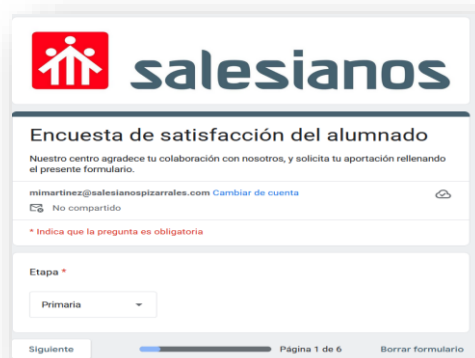 salesianos
Encuesta de satisfacción del alumnado
Nuestro centro agradece tu colaboración con nosotros, y solicita tu aportación rellenando
el presente formulario.
mimartinez@salesianospizarrales.com Cambiar de cuenta
No compartido
* Indica que la pregunta es obligatoria
Etapa *
Primaria
Siguiente Página 1 de 6 Borrar formulario